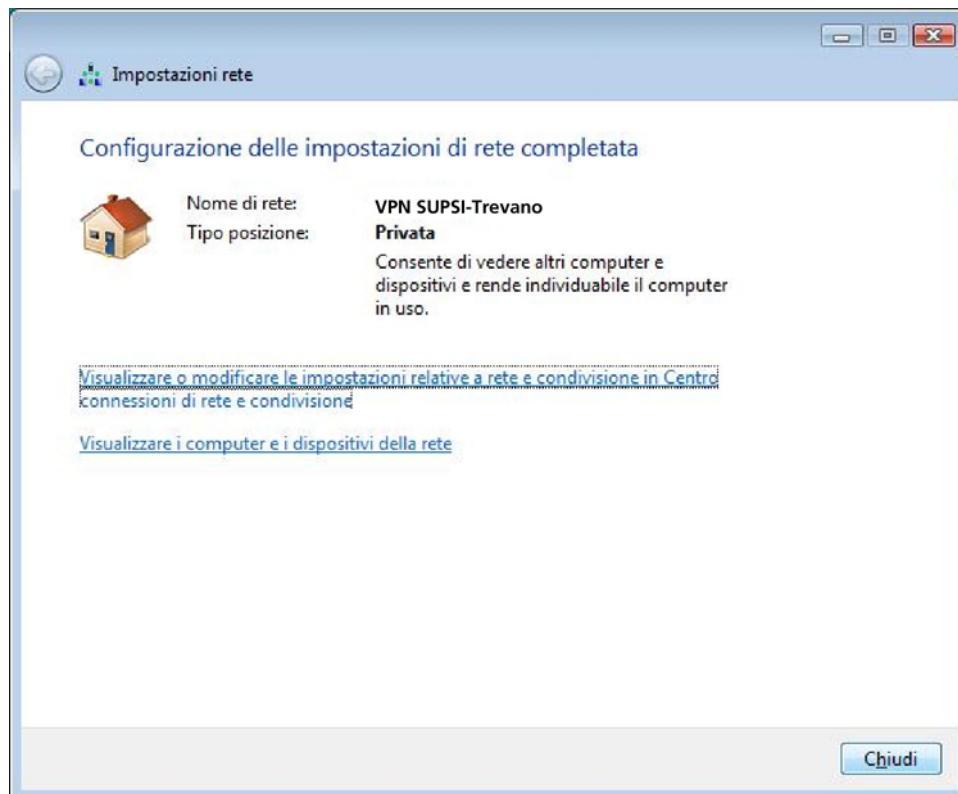 Impostazioni rete
Configurazione delle impostazioni di rete completata
Nome di rete: VPN SUPSI-Trevano
Tipo posizione: Privata
Consente di vedere altri computer e
dispositivi e rende individuabile il computer
in uso.
Visualizzare o modificare le impostazioni relative a rete e condivisione in Centro
connessioni di rete e condivisione
Visualizzare i computer e i dispositivi della rete
Chiudi